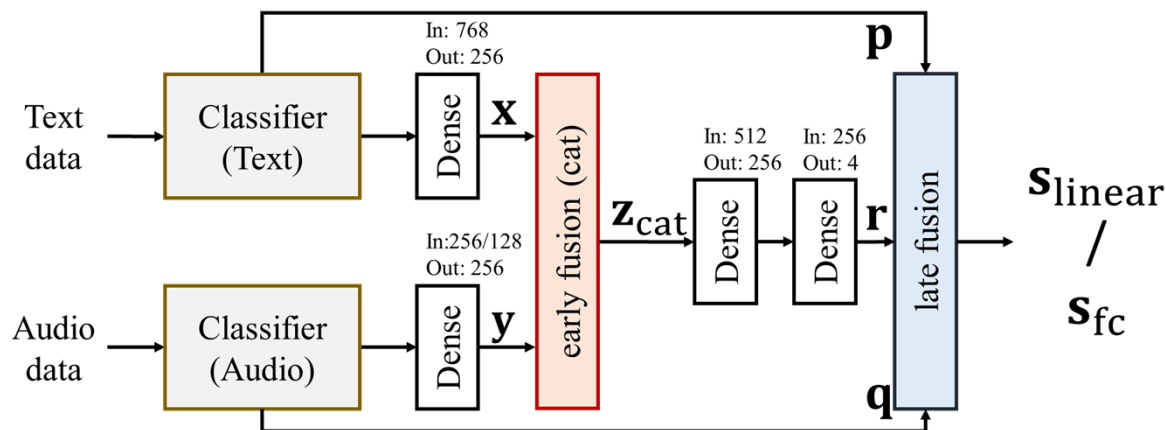 In: 768
Out: 256
p
Text
data
Classifier
(Text)
Dense
x
early fusion (cat)
In: 512
Out: 256
In: 256
Out: 4
z_cat
Dense
Dense
r
late fusion
s_linear
/
s_fc
In:256/128
Out: 256
Audio
data
Classifier
(Audio)
Dense
y
q